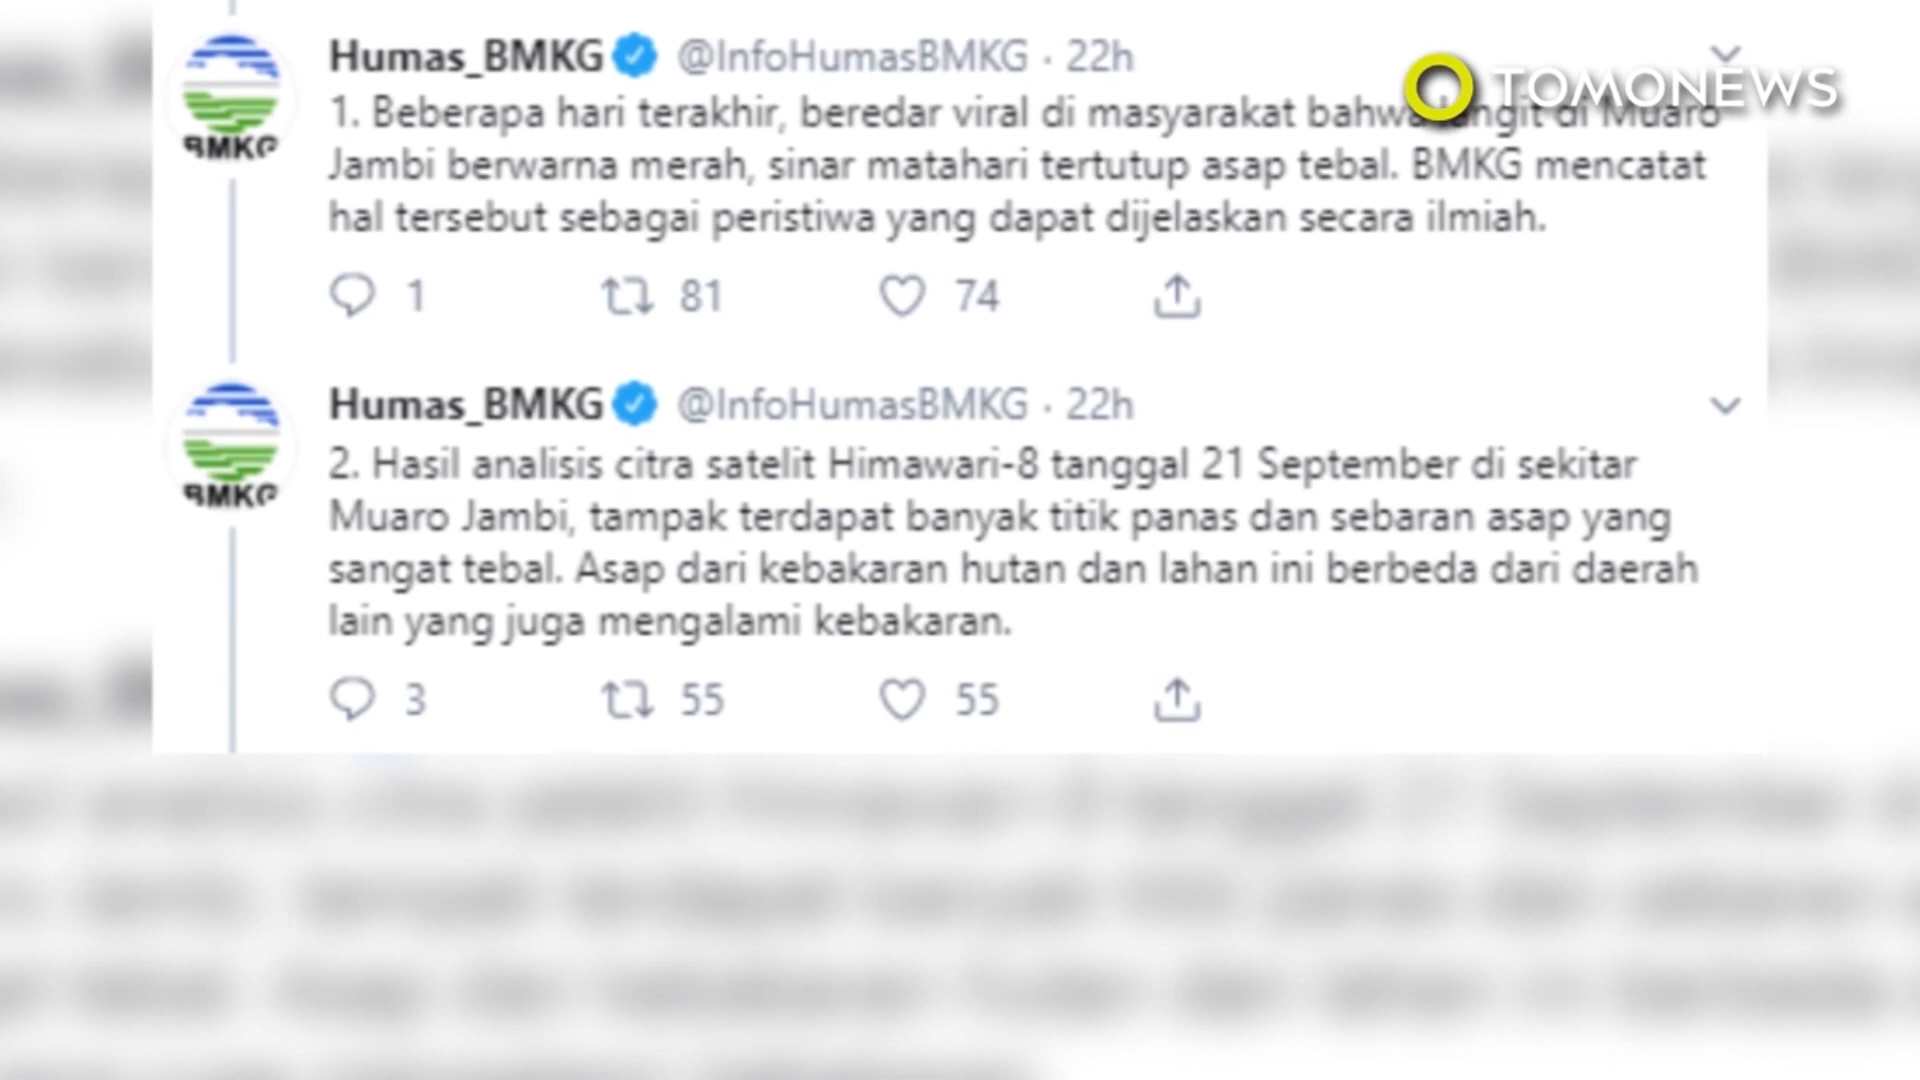 Humas_BMKG @InfoHumasBMKG · 22h
TOMONEWS
1. Beberapa hari terakhir, beredar viral di masyarakat bahwa langit di Muaro
Jambi berwarna merah, sinar matahari tertutup asap tebal. BMKG mencatat
hal tersebut sebagai peristiwa yang dapat dijelaskan secara ilmiah.
BMKG
1 81 74
Humas_BMKG @InfoHumasBMKG · 22h
2. Hasil analisis citra satelit Himawari-8 tanggal 21 September di sekitar
Muaro Jambi, tampak terdapat banyak titik panas dan sebaran asap yang
sangat tebal. Asap dari kebakaran hutan dan lahan ini berbeda dari daerah
lain yang juga mengalami kebakaran.
BMKG
3 55 55